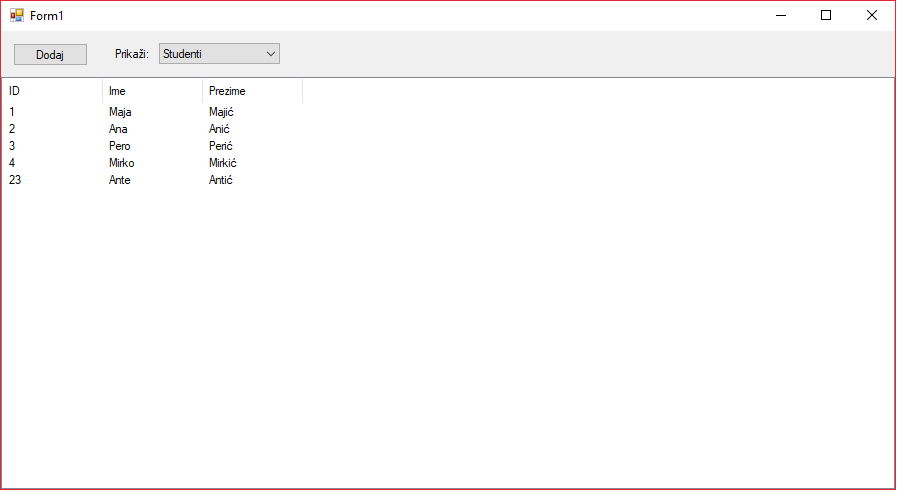 Form1
Dodaj Prikaži: Studenti
ID Ime Prezime
1 Maja Majić
2 Ana Anić
3 Pero Perić
4 Mirko Mirkić
23 Ante Antić